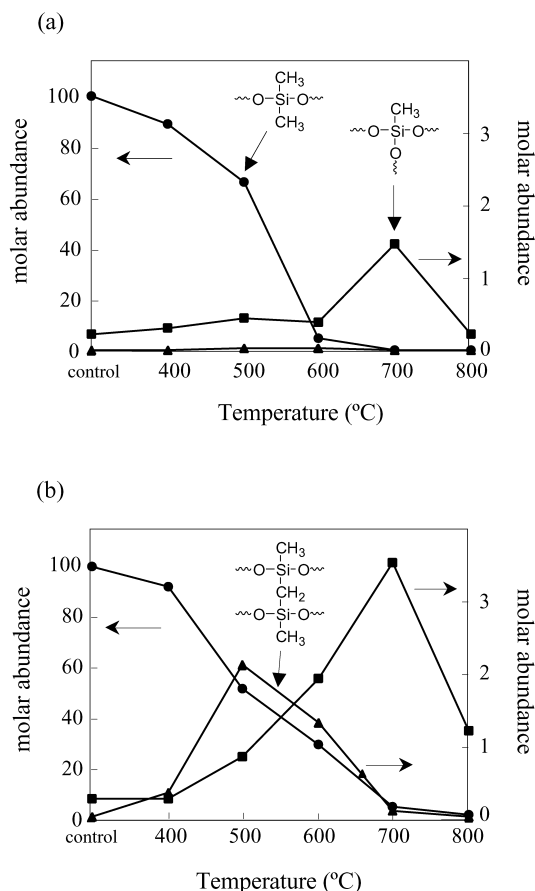 (a)
molar abundance
100
80
60
40
20
0
CH3
O–Si–O
CH3
CH3
O–Si–O
O
3
2
1
0
molar abundance
control 400 500 600 700 800
Temperature (ºC)
(b)
molar abundance
100
80
60
40
20
0
CH3
O–Si–O
CH2
O–Si–O
CH3
3
2
1
0
molar abundance
control 400 500 600 700 800
Temperature (ºC)